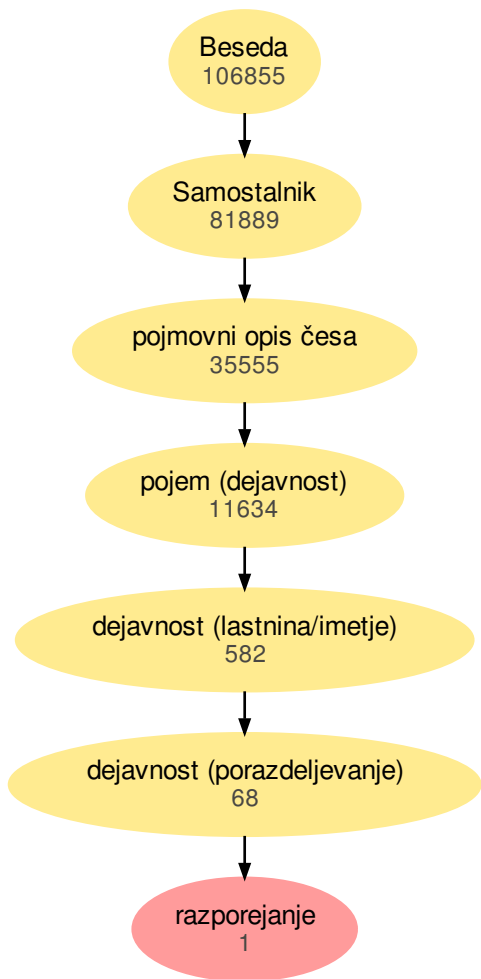 Beseda
106855
Samostalnik
81889
pojmovni opis česa
35555
pojem (dejavnost)
11634
dejavnost (lastnina/imetje)
582
dejavnost (porazdeljevanje)
68
razporejanje
1